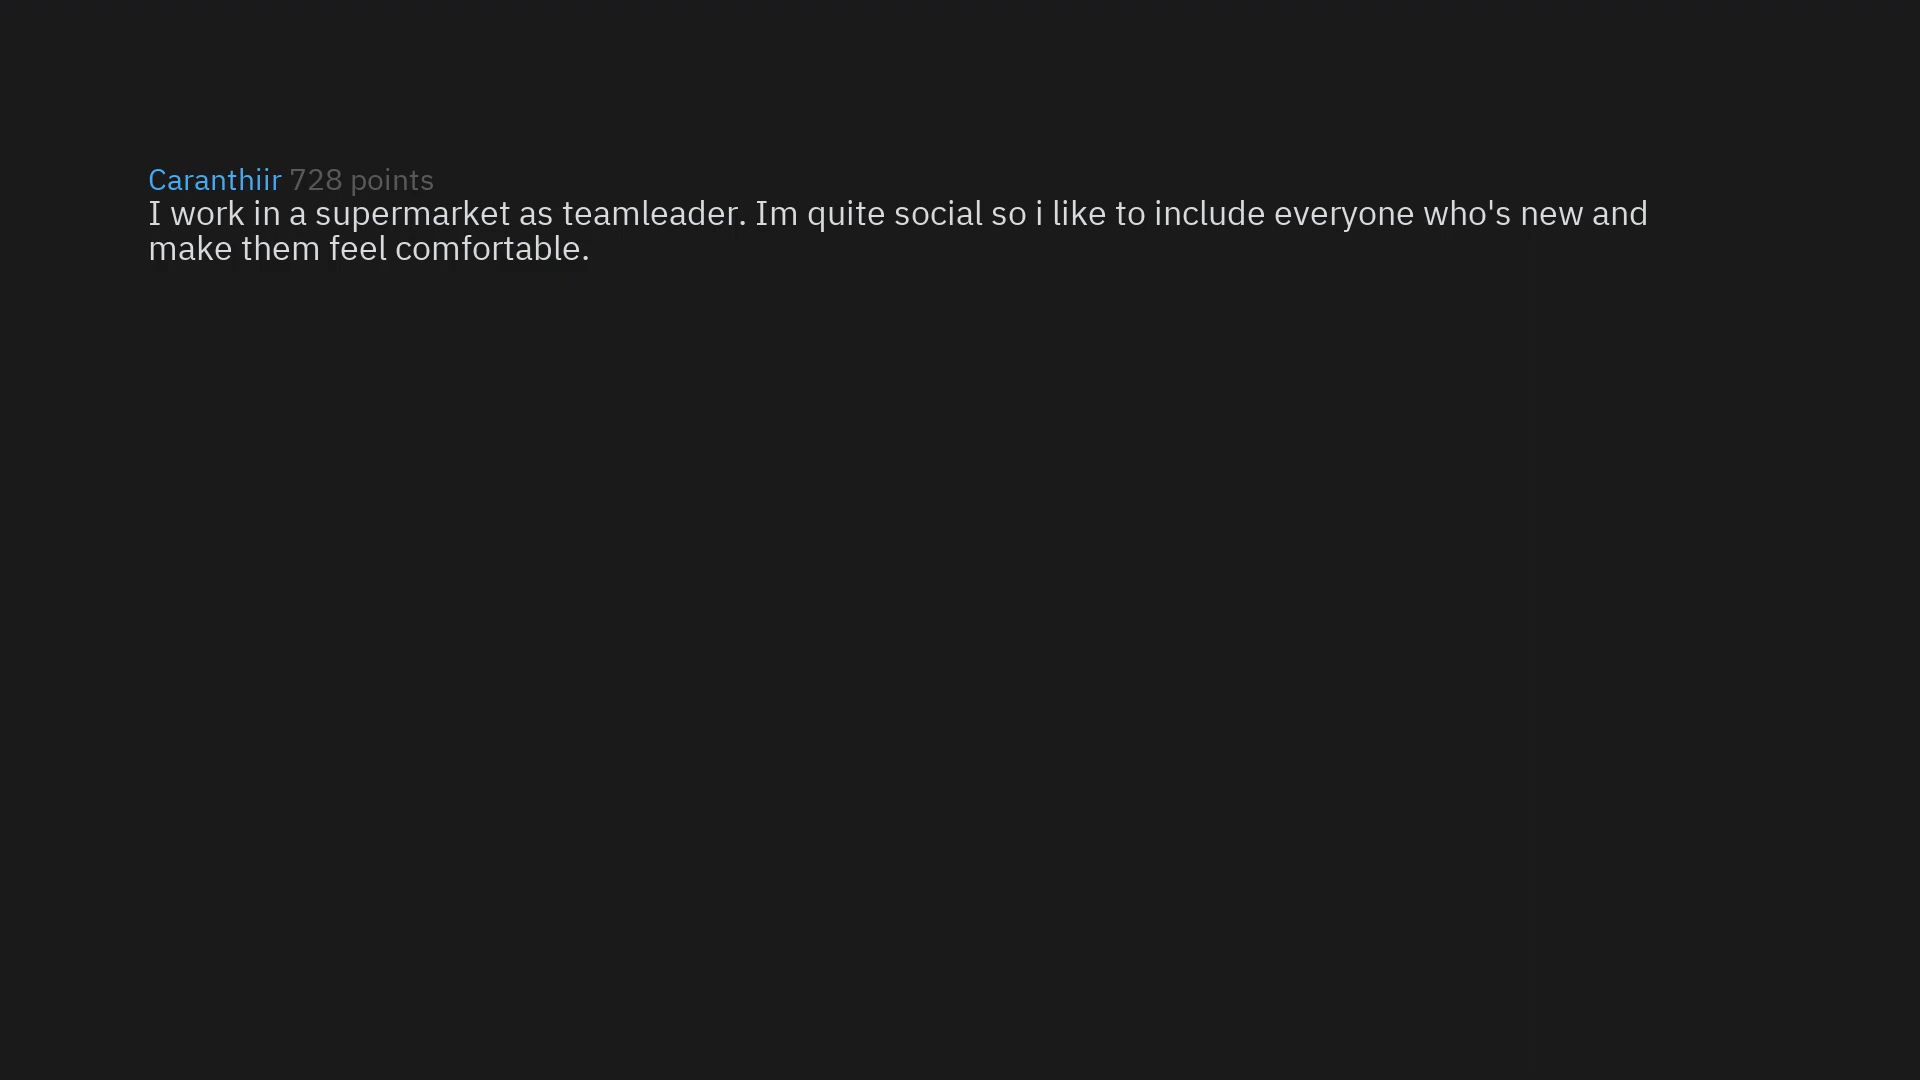 Caranthiir 728 points
I work in a supermarket as teamleader. Im quite social so i like to include everyone who's new and
make them feel comfortable.